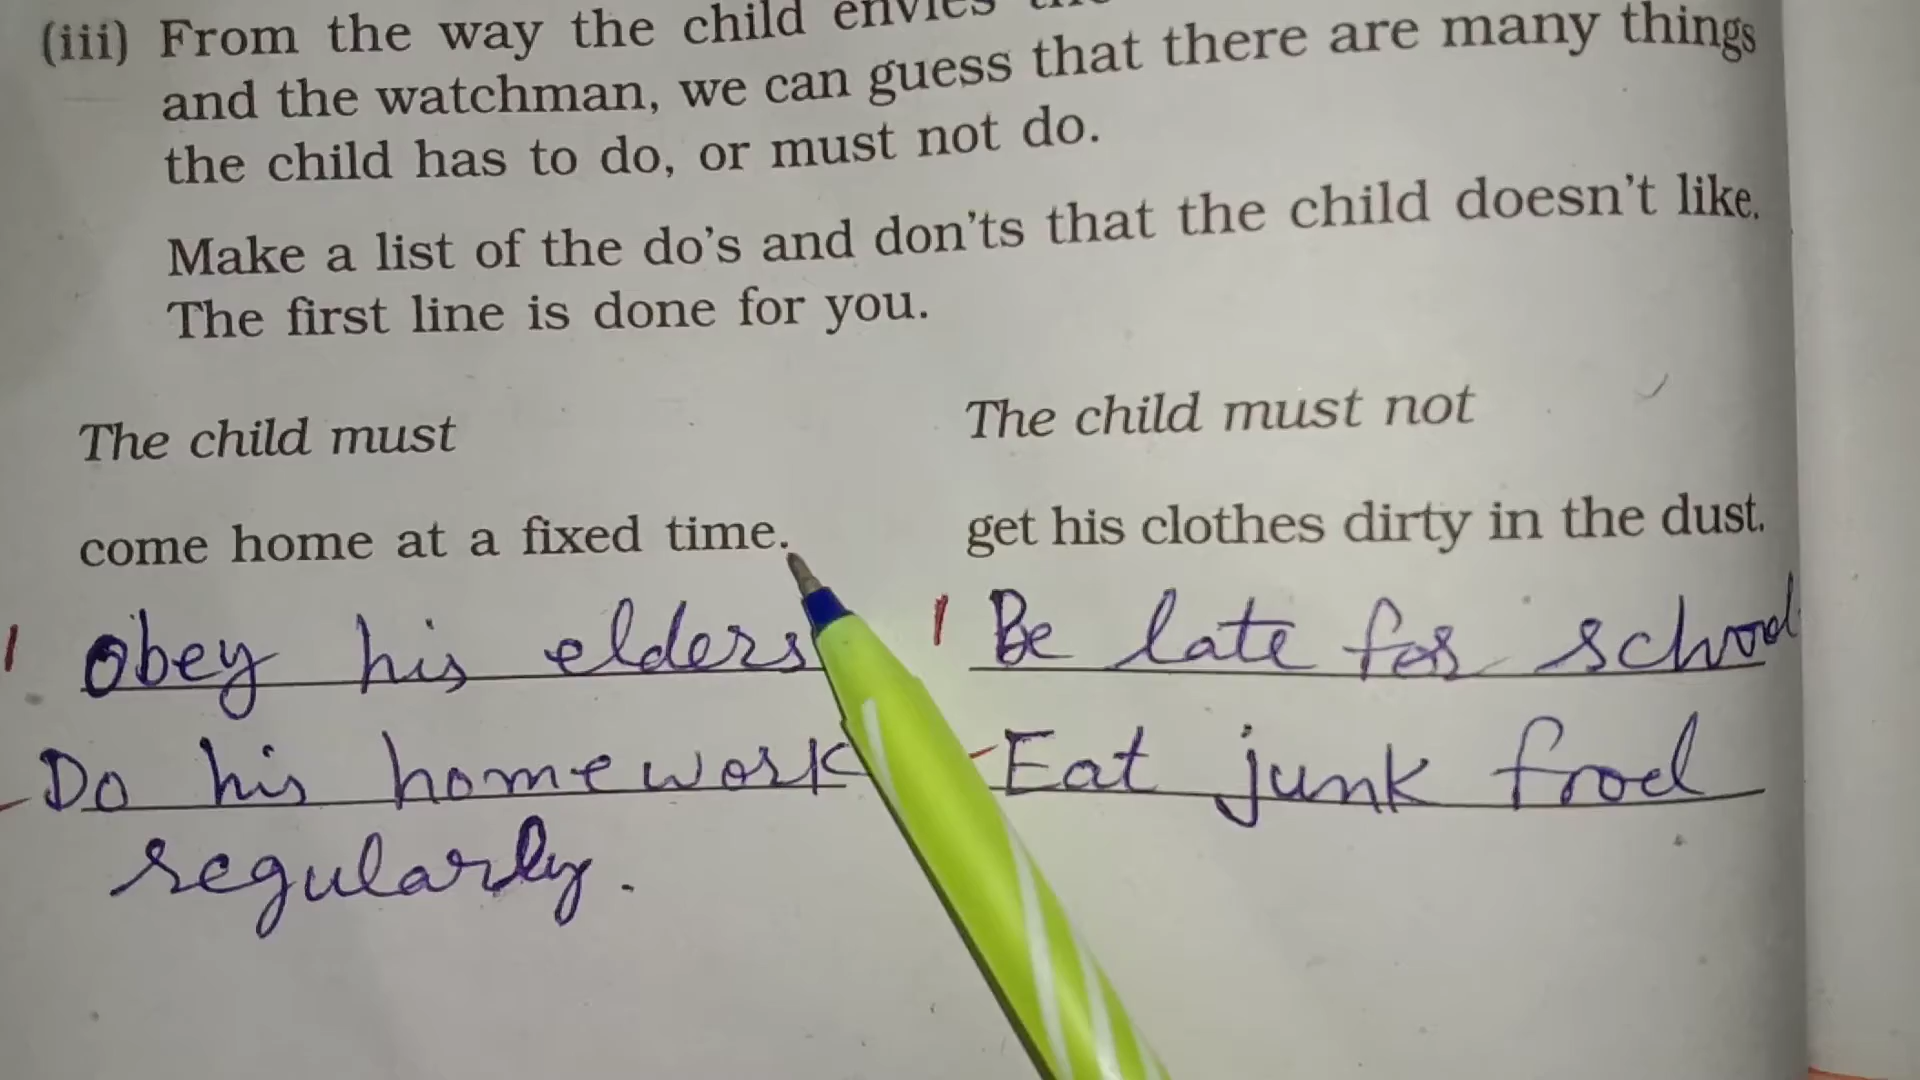 (iii) From the way the child envies
and the watchman, we can guess that there are many things
the child has to do, or must not do.
Make a list of the do's and don'ts that the child doesn't like.
The first line is done for you.
The child must
The child must not
come home at a fixed time.
get his clothes dirty in the dust.
1 Obey his elders
1 Be late for school
Do his homework
Eat junk food
regularly.